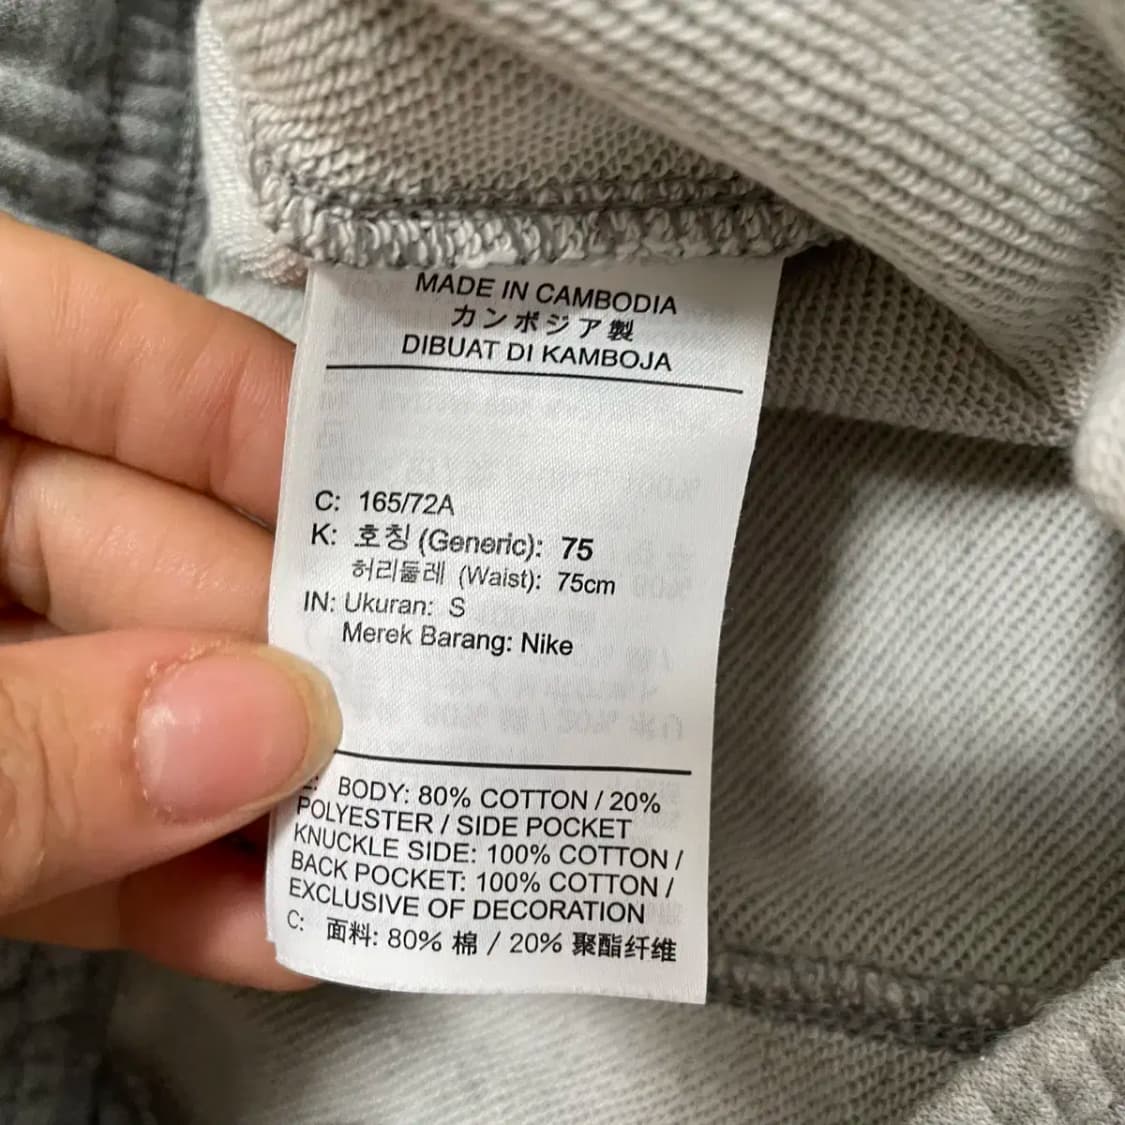 MADE IN CAMBODIA
カンボジア製
DIBUAT DI KAMBOJA
C: 165/72A
K: 호칭 (Generic): 75
허리둘레 (Waist): 75cm
IN: Ukuran: S
Merek Barang: Nike
BODY: 80% COTTON / 20%
POLYESTER / SIDE POCKET
KNUCKLE SIDE: 100% COTTON /
BACK POCKET: 100% COTTON /
EXCLUSIVE OF DECORATION
C: 面料: 80% 棉 / 20% 聚酯纤维